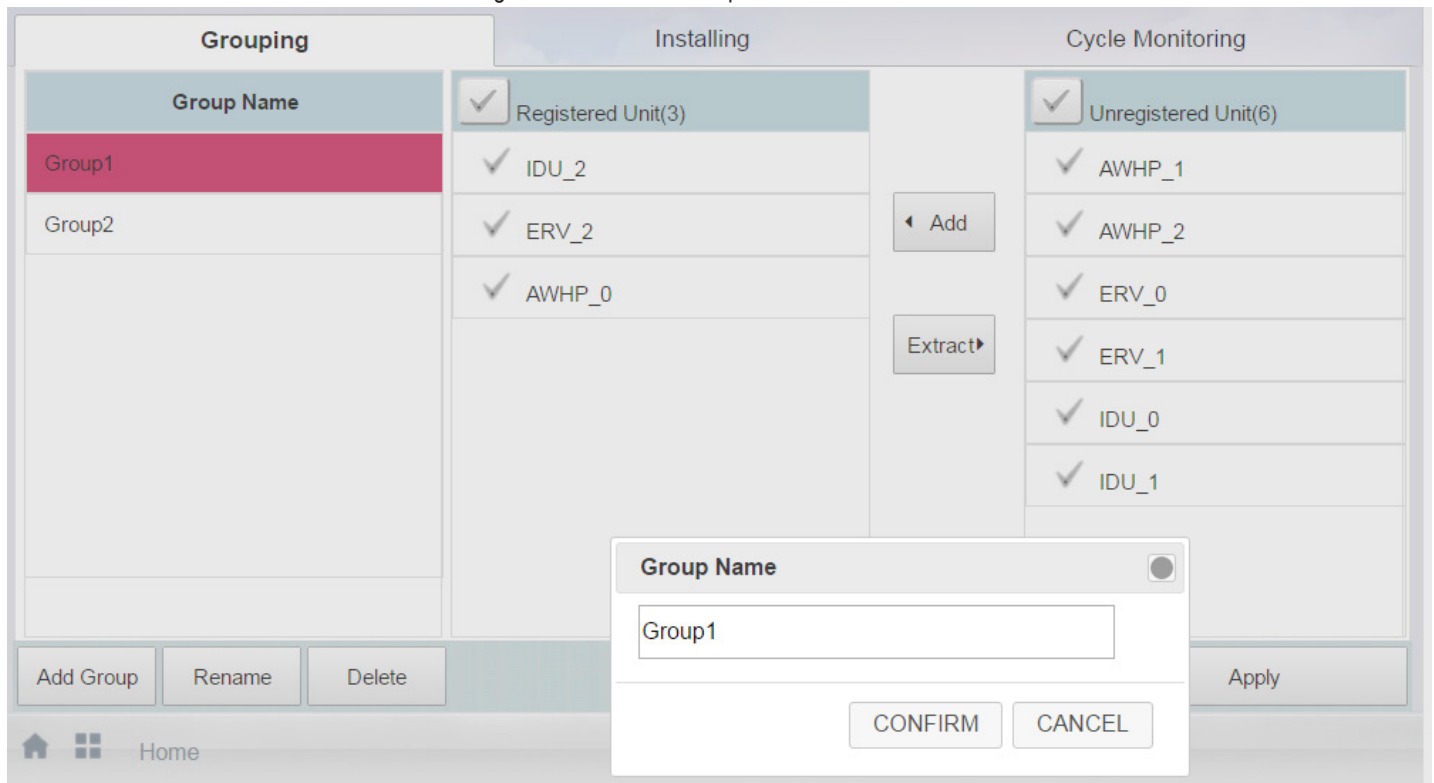 Grouping
Installing
Cycle Monitoring
Group Name
Registered Unit(3)
Unregistered Unit(6)
Group1
IDU_2
AWHP_1
Group2
ERV_2
Add
AWHP_2
AWHP_0
ERV_0
Extract
ERV_1
IDU_0
IDU_1
Group Name
Group1
Add Group
Rename
Delete
Apply
CONFIRM
CANCEL
Home